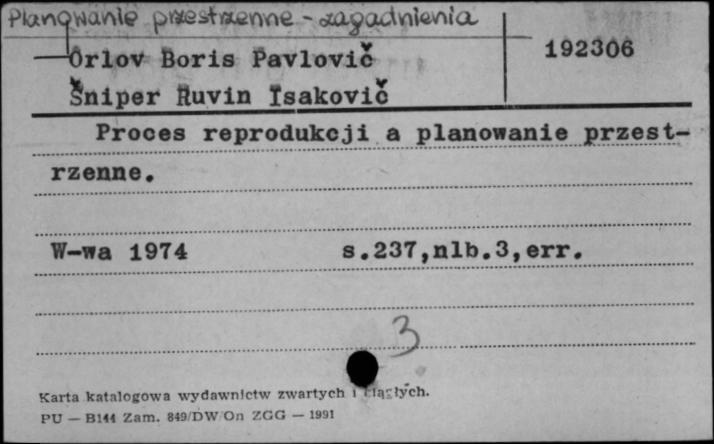 Planowanie przestrzenne - zagadnienia
Orlov Boris Pavlovič 192306
Šniper Ruvin Isakovič
Proces reprodukcji a planowanie przest-
rzenne.
W-wa 1974 s.237,nlb.3,err.
3
Karta katalogowa wydawnictw zwartych i ciągłych.
PU — B144 Zam. 849/DW/On ZGG — 1991